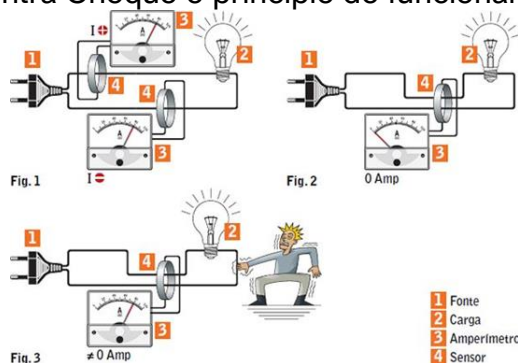 ntra Choque o princípio de funciona
I
A
3
1
2
4
4
A
3
Fig. 1
I
1
4
2
A
3
Fig. 2
0 Amp
1
4
2
A
3
Fig. 3
≠ 0 Amp
1 Fonte
2 Carga
3 Amperímetro
4 Sensor